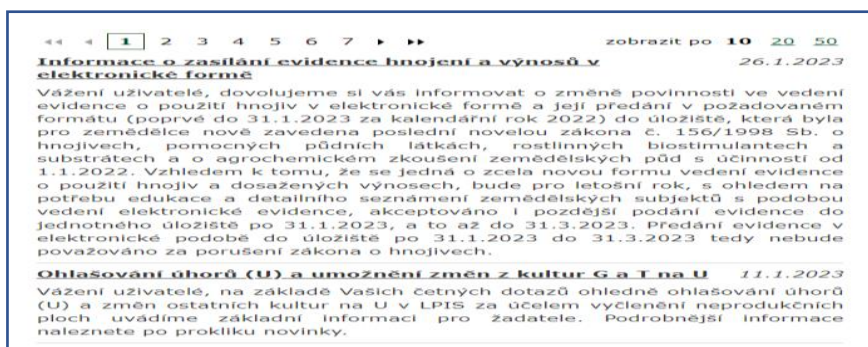 1 2 3 4 5 6 7 zobrazit po 10 20 50
Informace o zasílání evidence hnojení a výnosů v 26.1.2023
elektronické formě
Vážení uživatelé, dovolujeme si vás informovat o změně povinnosti ve vedení
evidence o použití hnojiv v elektronické formě a její předání v požadovaném
formátu (poprvé do 31.1.2023 za kalendářní rok 2022) do úložiště, která byla
pro zemědělce nově zavedena poslední novelou zákona č. 156/1998 Sb. o
hnojivech, pomocných půdních látkách, rostlinných biostimulantech a
substrátech a o agrochemickém zkoušení zemědělských půd s účinností od
1.1.2022. Vzhledem k tomu, že se jedná o zcela novou formu vedení evidence
o použití hnojiv a dosažených výnosech, bude pro letošní rok, s ohledem na
potřebu edukace a detailního seznámení zemědělských subjektů s podobou
vedení elektronické evidence, akceptováno i pozdější podání evidence do
jednotného úložiště po 31.1.2023, a to až do 31.3.2023. Předání evidence v
elektronické podobě do úložiště po 31.1.2023 do 31.3.2023 tedy nebude
považováno za porušení zákona o hnojivech.
Ohlašování úhorů (U) a umožnění změn z kultur G a T na U 11.1.2023
Vážení uživatelé, na základě Vašich četných dotazů ohledně ohlašování úhorů
(U) a změn ostatních kultur na U v LPIS za účelem vyčlenění neprodukčních
ploch uvádíme základní informaci pro žadatele. Podrobnější informace
naleznete po prokliku novinky.